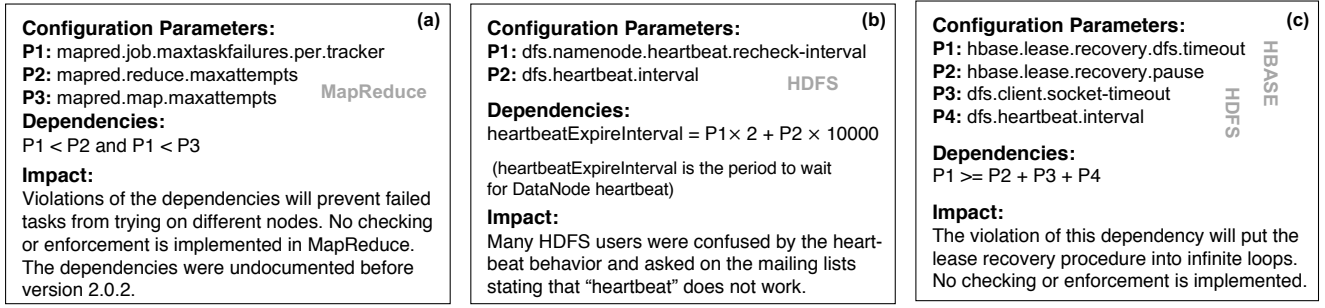 (a)
Configuration Parameters:
P1: mapred.job.maxtaskfailures.per.tracker
P2: mapred.reduce.maxattempts
P3: mapred.map.maxattempts
MapReduce
Dependencies:
P1 < P2 and P1 < P3
Impact:
Violations of the dependencies will prevent failed
tasks from trying on different nodes. No checking
or enforcement is implemented in MapReduce.
The dependencies were undocumented before
version 2.0.2.
(b)
Configuration Parameters:
P1: dfs.namenode.heartbeat.recheck-interval
P2: dfs.heartbeat.interval
HDFS
Dependencies:
heartbeatExpireInterval = P1× 2 + P2 × 10000
(heartbeatExpireInterval is the period to wait
for DataNode heartbeat)
Impact:
Many HDFS users were confused by the heart-
beat behavior and asked on the mailing lists
stating that “heartbeat” does not work.
(c)
Configuration Parameters:
P1: hbase.lease.recovery.dfs.timeout
P2: hbase.lease.recovery.pause
P3: dfs.client.socket-timeout
P4: dfs.heartbeat.interval
HBASE
HDFS
Dependencies:
P1 >= P2 + P3 + P4
Impact:
The violation of this dependency will put the
lease recovery procedure into infinite loops.
No checking or enforcement is implemented.